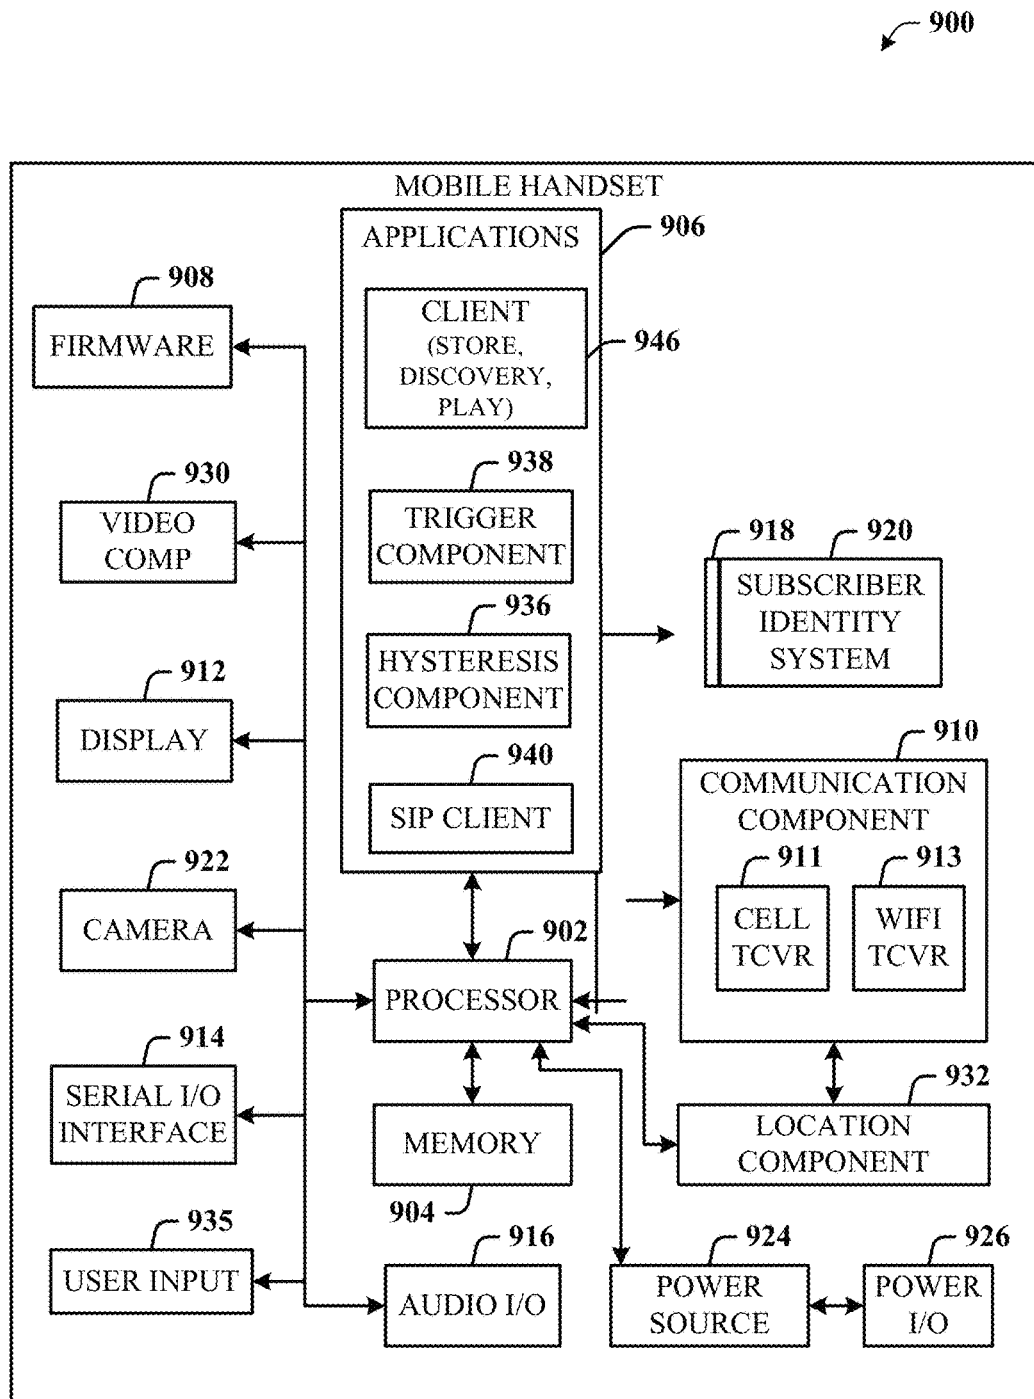 900
MOBILE HANDSET
APPLICATIONS
906
908
FIRMWARE
CLIENT
(STORE,
DISCOVERY,
PLAY)
946
930
VIDEO
COMP
938
TRIGGER
COMPONENT
918
920
SUBSCRIBER
IDENTITY
SYSTEM
936
HYSTERESIS
COMPONENT
912
DISPLAY
940
SIP CLIENT
910
COMMUNICATION
COMPONENT
911
CELL
TCVR
913
WIFI
TCVR
922
CAMERA
902
PROCESSOR
914
SERIAL I/O
INTERFACE
MEMORY
904
932
LOCATION
COMPONENT
935
USER INPUT
916
AUDIO I/O
924
POWER
SOURCE
926
POWER
I/O